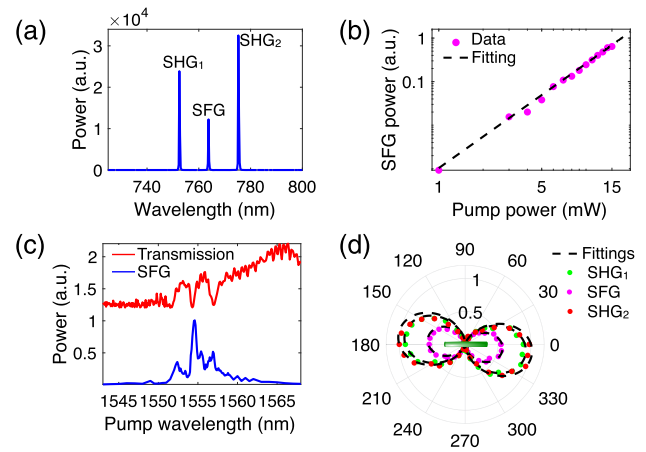 (a)
×10⁴
3
2
1
0
Power (a.u.)
SHG₁
SFG
SHG₂
740 760 780 800
Wavelength (nm)
(b)
1
0.1
SFG power (a.u.)
Data
Fitting
1 5 15
Pump power (mW)
(c)
2
1.5
1
0.5
Power (a.u.)
Transmission
SFG
1545 1550 1555 1560 1565
Pump wavelength (nm)
(d)
90
120 60
150 30
180 0
210 330
240 300
270
1
0.5
Fittings
SHG₁
SFG
SHG₂